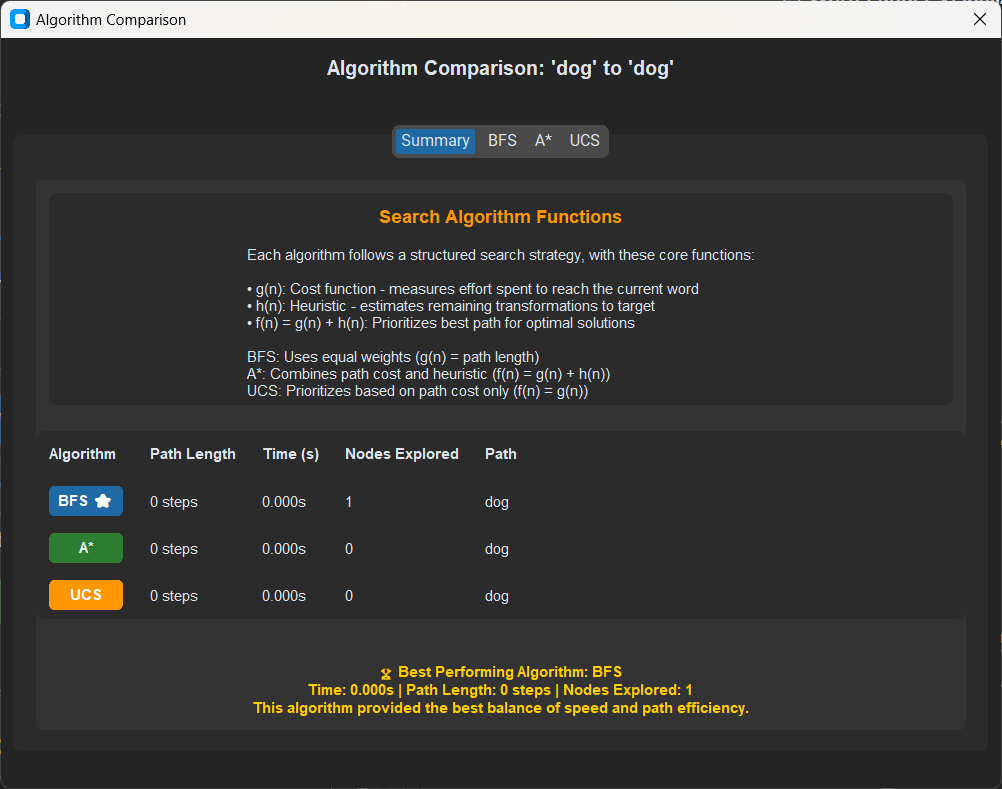 Algorithm Comparison
Algorithm Comparison: 'dog' to 'dog'
Summary BFS A* UCS
Search Algorithm Functions
Each algorithm follows a structured search strategy, with these core functions:
• g(n): Cost function - measures effort spent to reach the current word
• h(n): Heuristic - estimates remaining transformations to target
• f(n) = g(n) + h(n): Prioritizes best path for optimal solutions
BFS: Uses equal weights (g(n) = path length)
A*: Combines path cost and heuristic (f(n) = g(n) + h(n))
UCS: Prioritizes based on path cost only (f(n) = g(n))
Algorithm Path Length Time (s) Nodes Explored Path
BFS 0 steps 0.000s 1 dog
A* 0 steps 0.000s 0 dog
UCS 0 steps 0.000s 0 dog
Best Performing Algorithm: BFS
Time: 0.000s | Path Length: 0 steps | Nodes Explored: 1
This algorithm provided the best balance of speed and path efficiency.